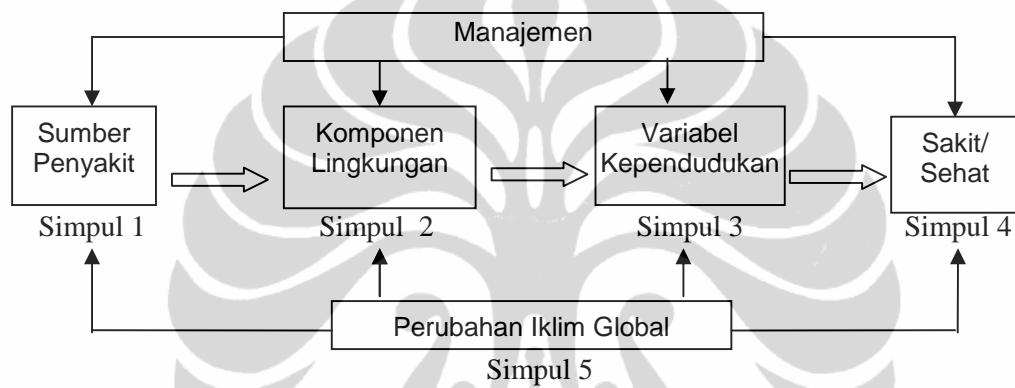 Manajemen
Sumber
Penyakit
Komponen
Lingkungan
Variabel
Kependudukan
Sakit/
Sehat
Simpul 1
Simpul 2
Simpul 3
Simpul 4
Perubahan Iklim Global
Simpul 5